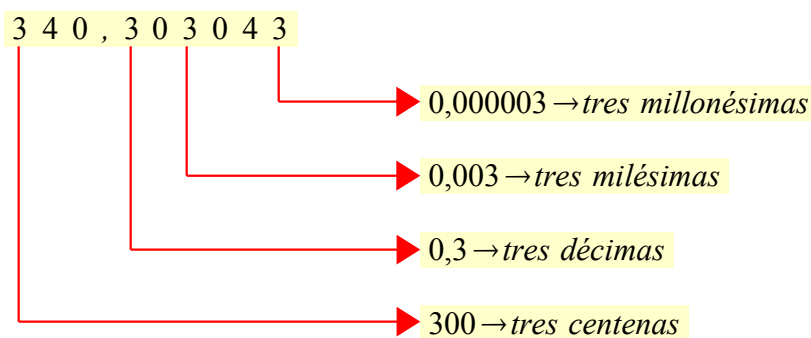 3 4 0 , 3 0 3 0 4 3
0,000003 → tres millonésimas
0,003 → tres milésimas
0,3 → tres décimas
300 → tres centenas